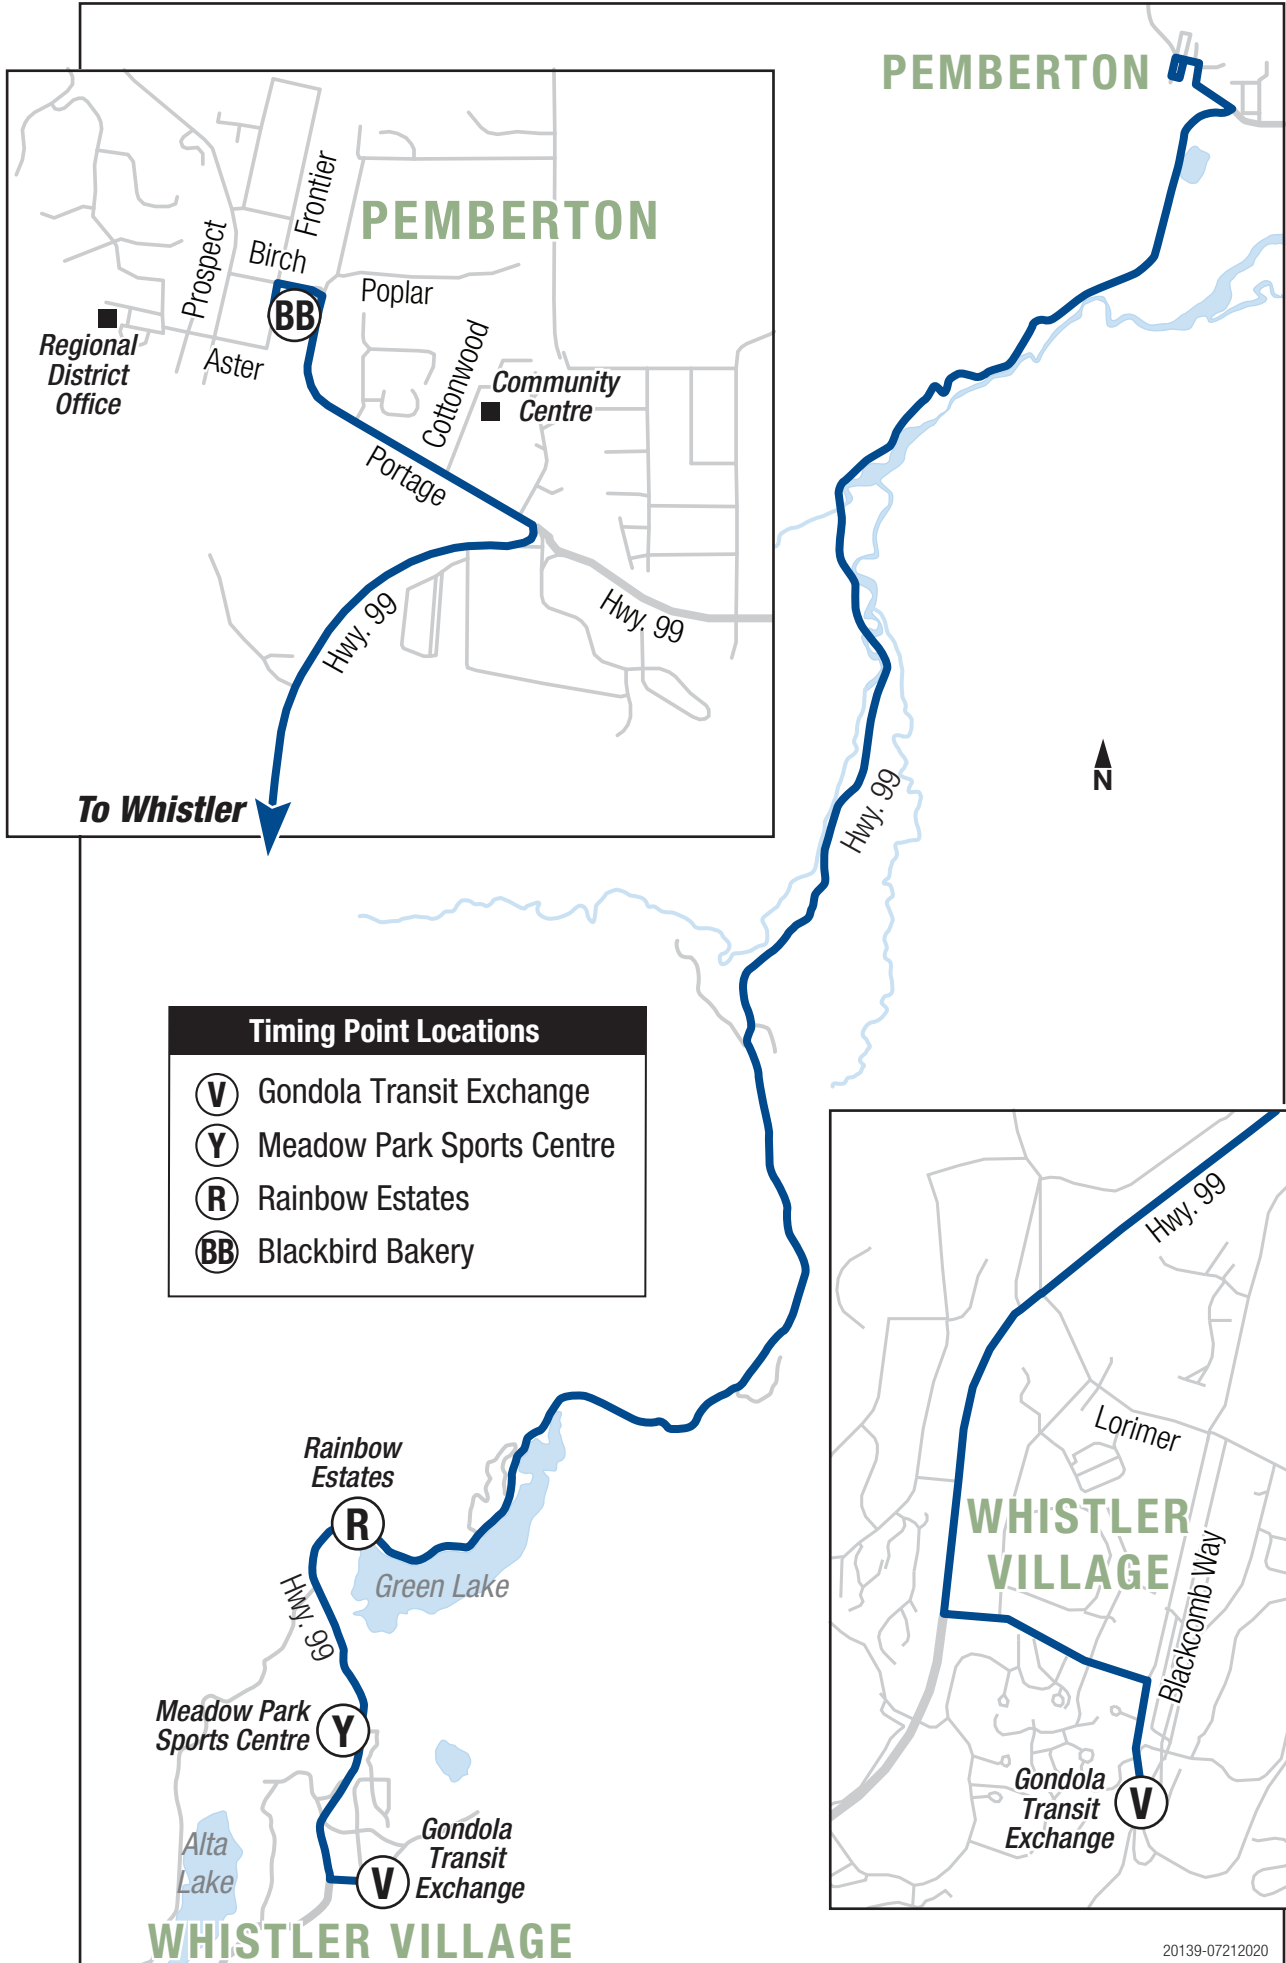 PEMBERTON
PEMBERTON
Frontier
Prospect
Birch
Poplar
BB
Regional
District
Office
Aster
Cottonwood
Community
Centre
Portage
Hwy. 99
Hwy. 99
To Whistler
N
Hwy. 99
Timing Point Locations
V Gondola Transit Exchange
Y Meadow Park Sports Centre
R Rainbow Estates
BB Blackbird Bakery
Hwy. 99
Lorimer
WHISTLER
VILLAGE
Blackcomb Way
Gondola
Transit
Exchange
V
Rainbow
Estates
R
Green Lake
Hwy. 99
Meadow Park
Sports Centre
Y
Alta
Lake
Gondola
Transit
Exchange
V
WHISTLER VILLAGE
20139-07212020